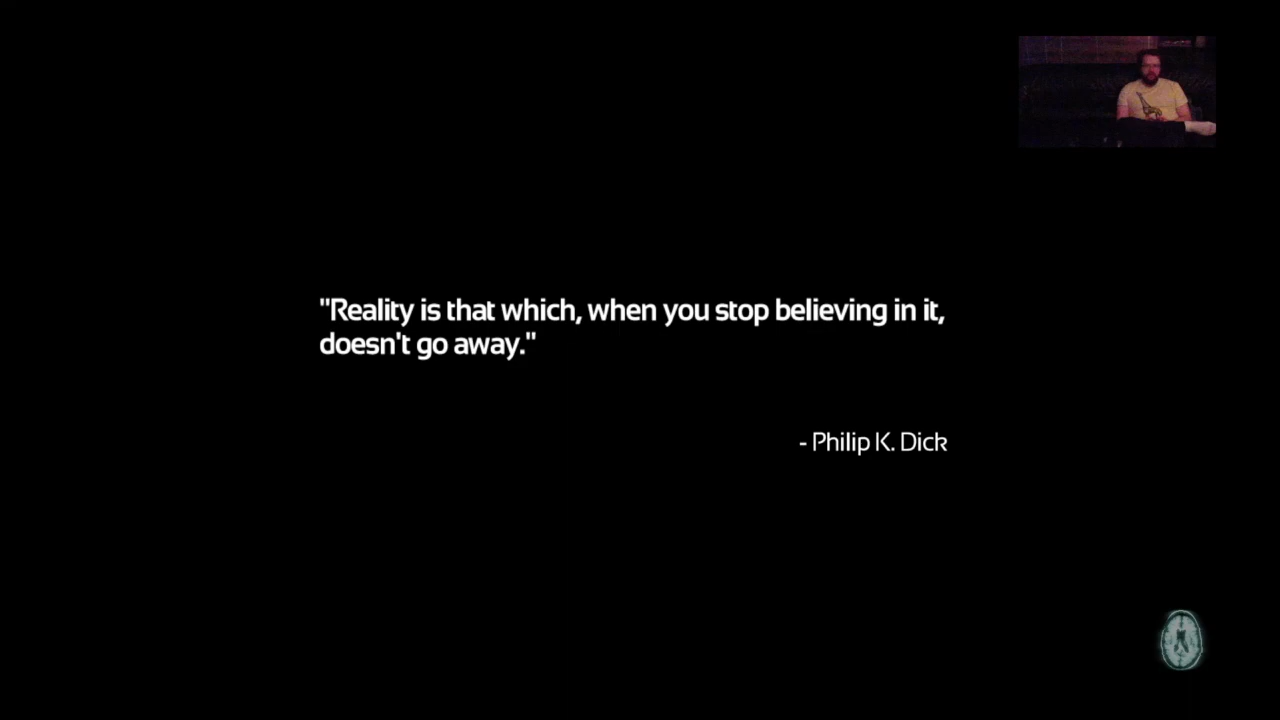 "Reality is that which, when you stop believing in it,
doesn't go away."
- Philip K. Dick